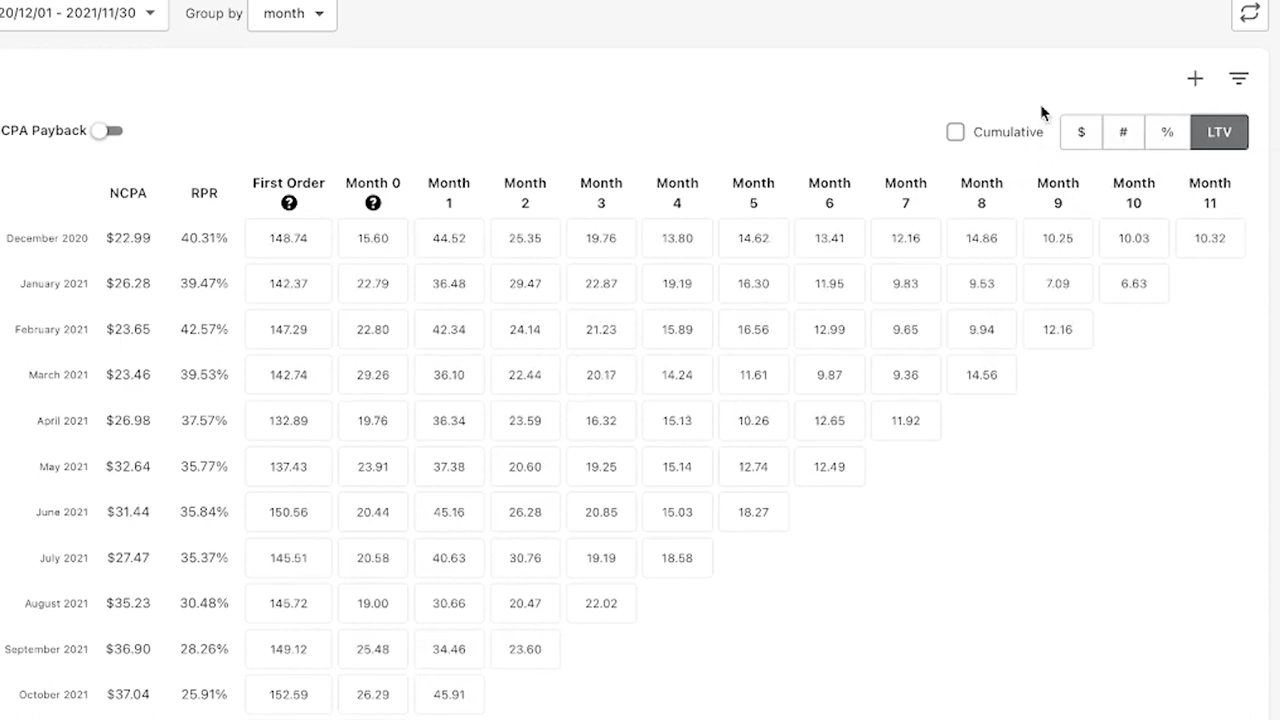 20/12/01 - 2021/11/30 Group by month
CPA Payback Cumulative $ # % LTV
NCPA RPR First Order Month 0 Month 1 Month 2 Month 3 Month 4 Month 5 Month 6 Month 7 Month 8 Month 9 Month 10 Month 11
December 2020 $22.99 40.31% 148.74 15.60 44.52 25.35 19.76 13.80 14.62 13.41 12.16 14.86 10.25 10.03 10.32
January 2021 $26.28 39.47% 142.37 22.79 36.48 29.47 22.87 19.19 16.30 11.95 9.83 9.53 7.09 6.63
February 2021 $23.65 42.57% 147.29 22.80 42.34 24.14 21.23 15.89 16.56 12.99 9.65 9.94 12.16
March 2021 $23.46 39.53% 142.74 29.26 36.10 22.44 20.17 14.24 11.61 9.87 9.36 14.56
April 2021 $26.98 37.57% 132.89 19.76 36.34 23.59 16.32 15.13 10.26 12.65 11.92
May 2021 $32.64 35.77% 137.43 23.91 37.38 20.60 19.25 15.14 12.74 12.49
June 2021 $31.44 35.84% 150.56 20.44 45.16 26.28 20.85 15.03 18.27
July 2021 $27.47 35.37% 145.51 20.58 40.63 30.76 19.19 18.58
August 2021 $35.23 30.48% 145.72 19.00 30.66 20.47 22.02
September 2021 $36.90 28.26% 149.12 25.48 34.46 23.60
October 2021 $37.04 25.91% 152.59 26.29 45.91